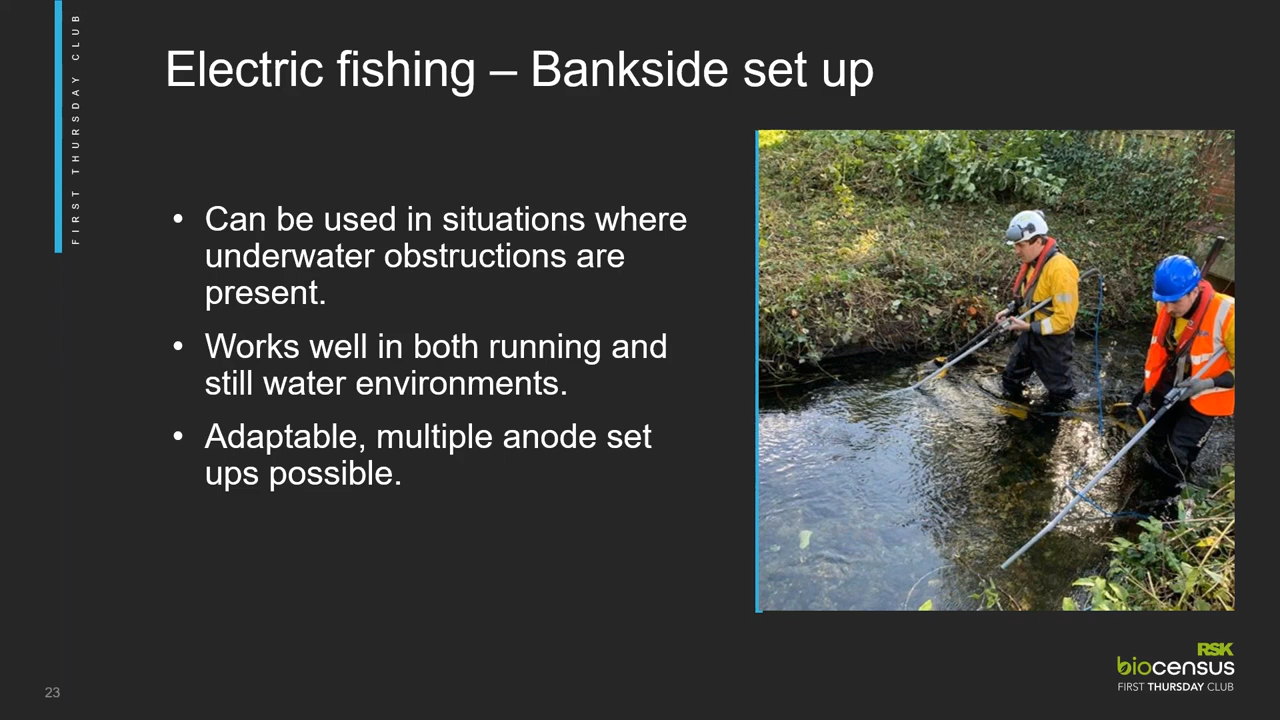 FIRST THURSDAY CLUB
Electric fishing – Bankside set up
• Can be used in situations where
underwater obstructions are
present.
• Works well in both running and
still water environments.
• Adaptable, multiple anode set
ups possible.
RSK
biocensus
FIRST THURSDAY CLUB
23